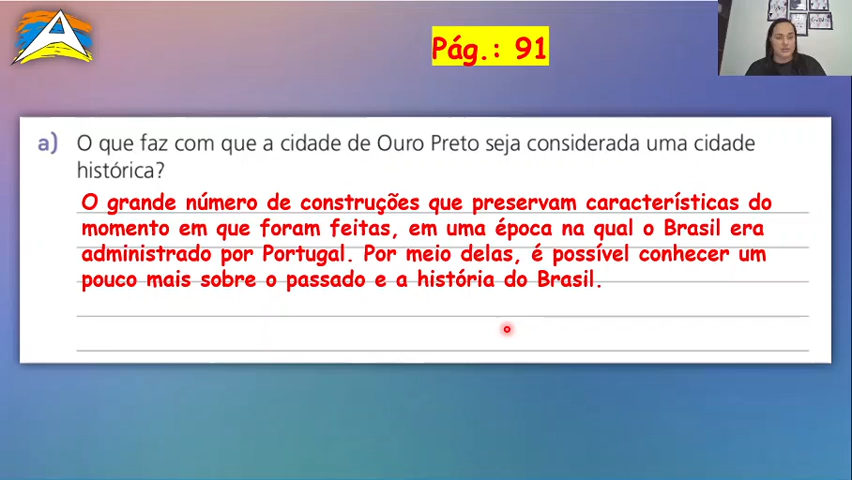 Pág.: 91
a) O que faz com que a cidade de Ouro Preto seja considerada uma cidade
histórica?
O grande número de construções que preservam características do
momento em que foram feitas, em uma época na qual o Brasil era
administrado por Portugal. Por meio delas, é possível conhecer um
pouco mais sobre o passado e a história do Brasil.